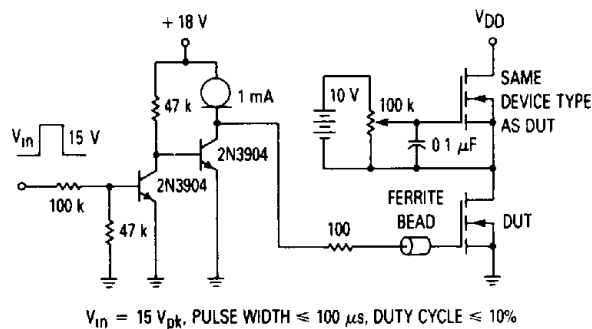 + 18 V
V_DD
SAME
DEVICE TYPE
AS DUT
1 mA
47 k
10 V
100 k
V_in
15 V
0 1 μF
2N3904
2N3904
FERRITE
BEAD
DUT
100 k
47 k
100
V_in = 15 V_pk, PULSE WIDTH ≤ 100 μs, DUTY CYCLE ≤ 10%